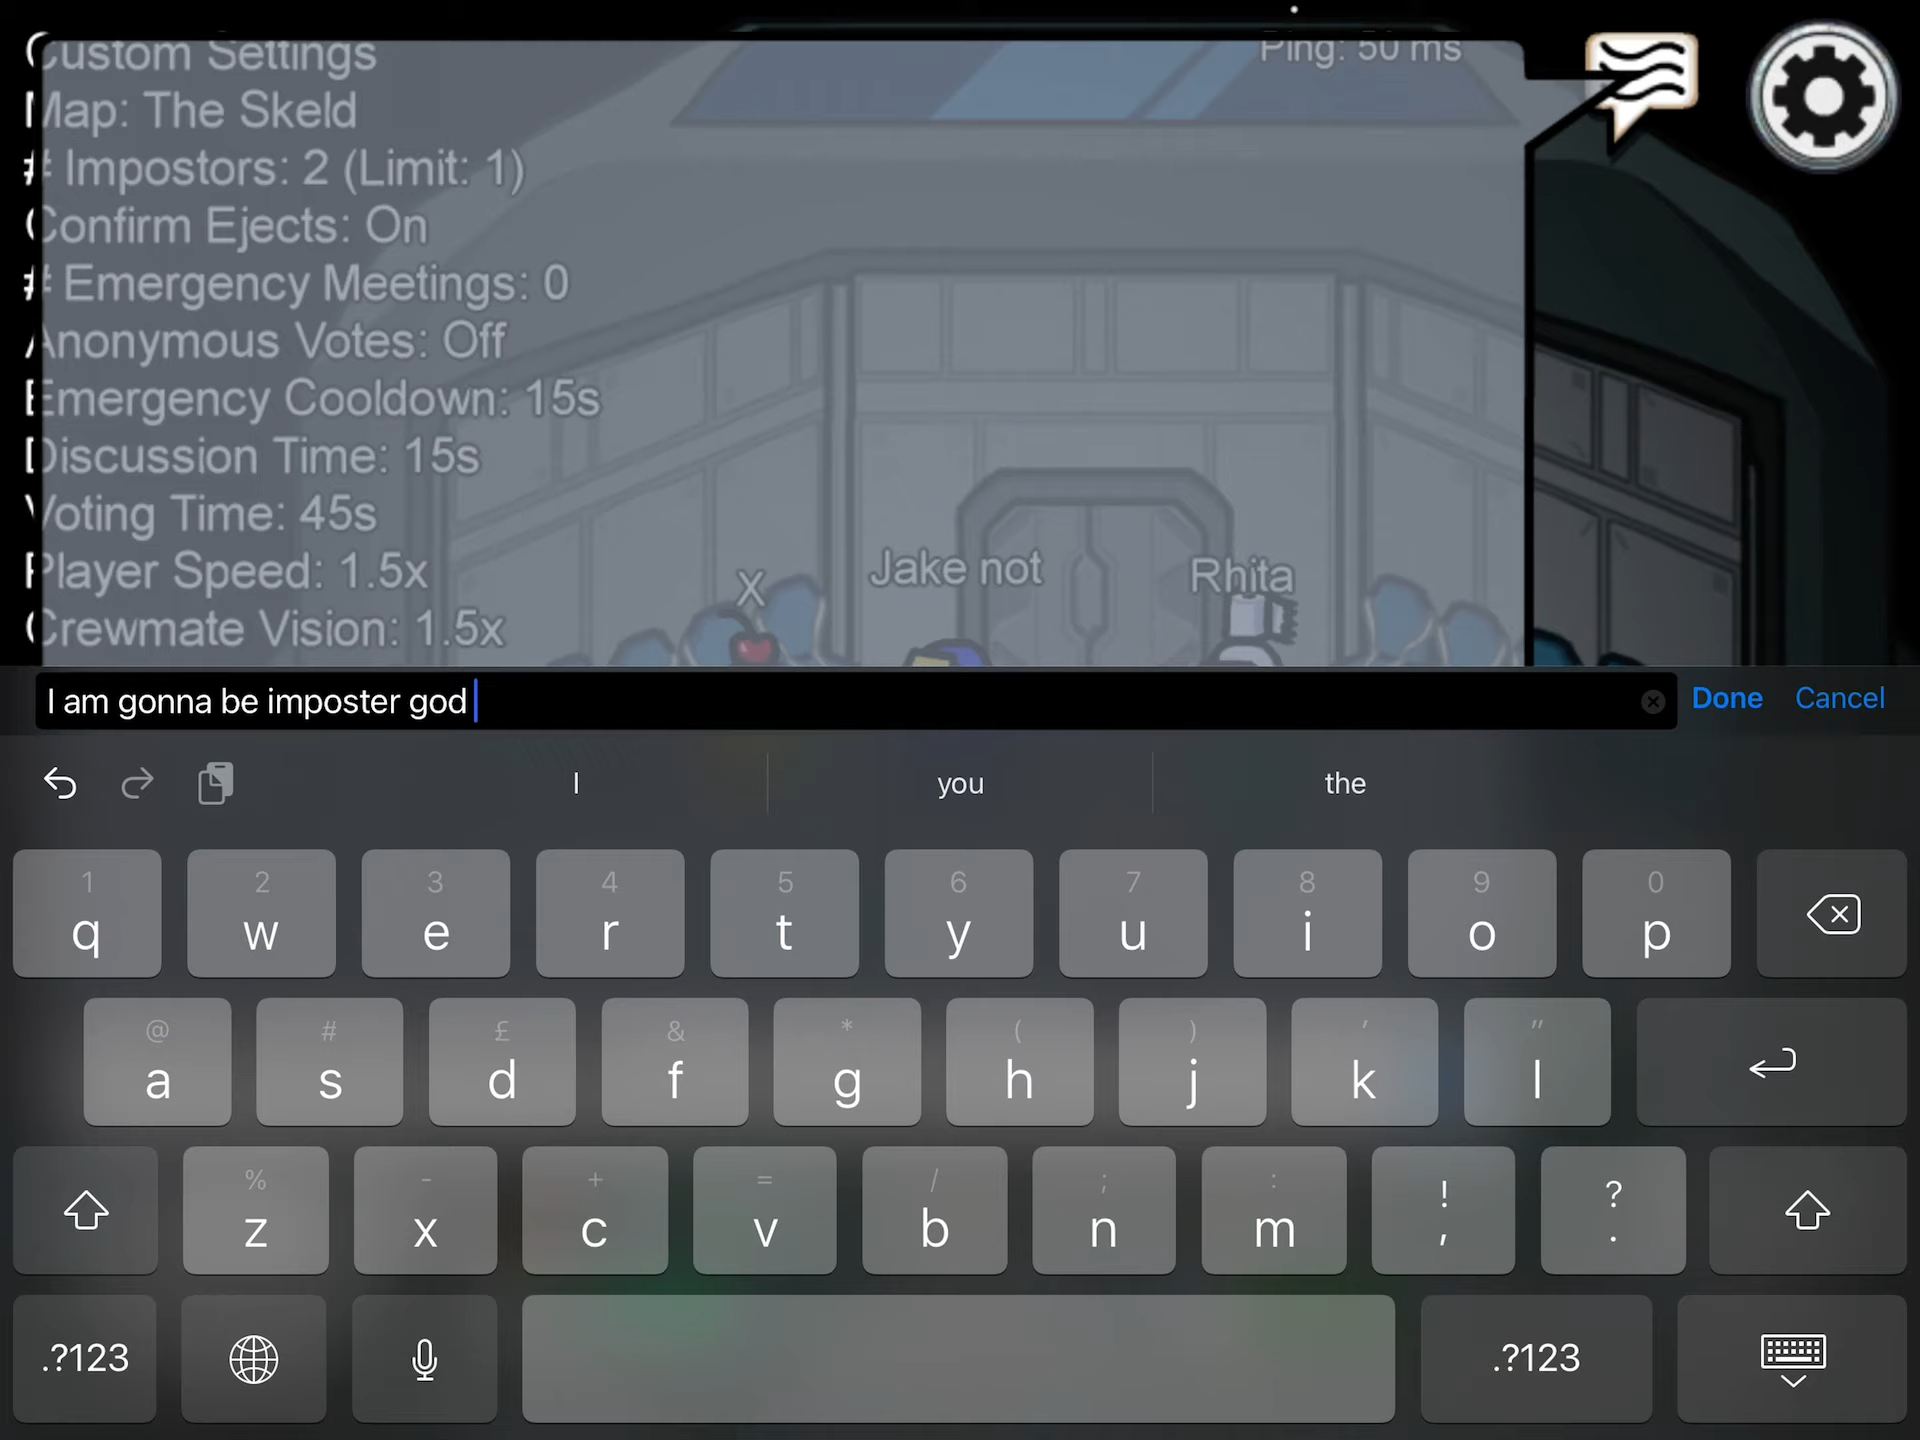 Custom Settings
Ping: 50 ms
Map: The Skeld
# Impostors: 2 (Limit: 1)
Confirm Ejects: On
# Emergency Meetings: 0
Anonymous Votes: Off
Emergency Cooldown: 15s
Discussion Time: 15s
Voting Time: 45s
Player Speed: 1.5x
Crewmate Vision: 1.5x
X
Jake not
Rhita
I am gonna be imposter god
Done Cancel
I you the
1 2 3 4 5 6 7 8 9 0
q w e r t y u i o p
@ # £ & * ( ) ' "
a s d f g h j k l
% - + = / ; : ! ?
z x c v b n m , .
.?123 .?123